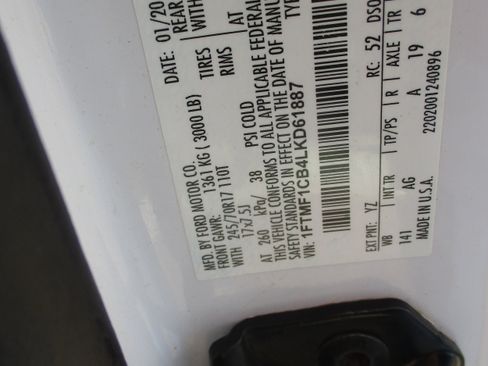 MFD. BY FORD MOTOR CO.
DATE: 01/20
FRONT GAWR: 1361 KG ( 3000 LB)
REAR
WITH
245/70R17 110T TIRES
WITH
17x7.5J RIMS
AT 260 kPa/ 38 PSI COLD AT
THIS VEHICLE CONFORMS TO ALL APPLICABLE FEDERAL
SAFETY STANDARDS IN EFFECT ON THE DATE OF MANU
VIN: 1FTMF1CB4LKD61887
TYP
EXT PNT: YZ RC: 52 DSO
WB INT TR TP/PS R AXLE TR
141 AG A 19 6
MADE IN U.S.A. 2202001240896